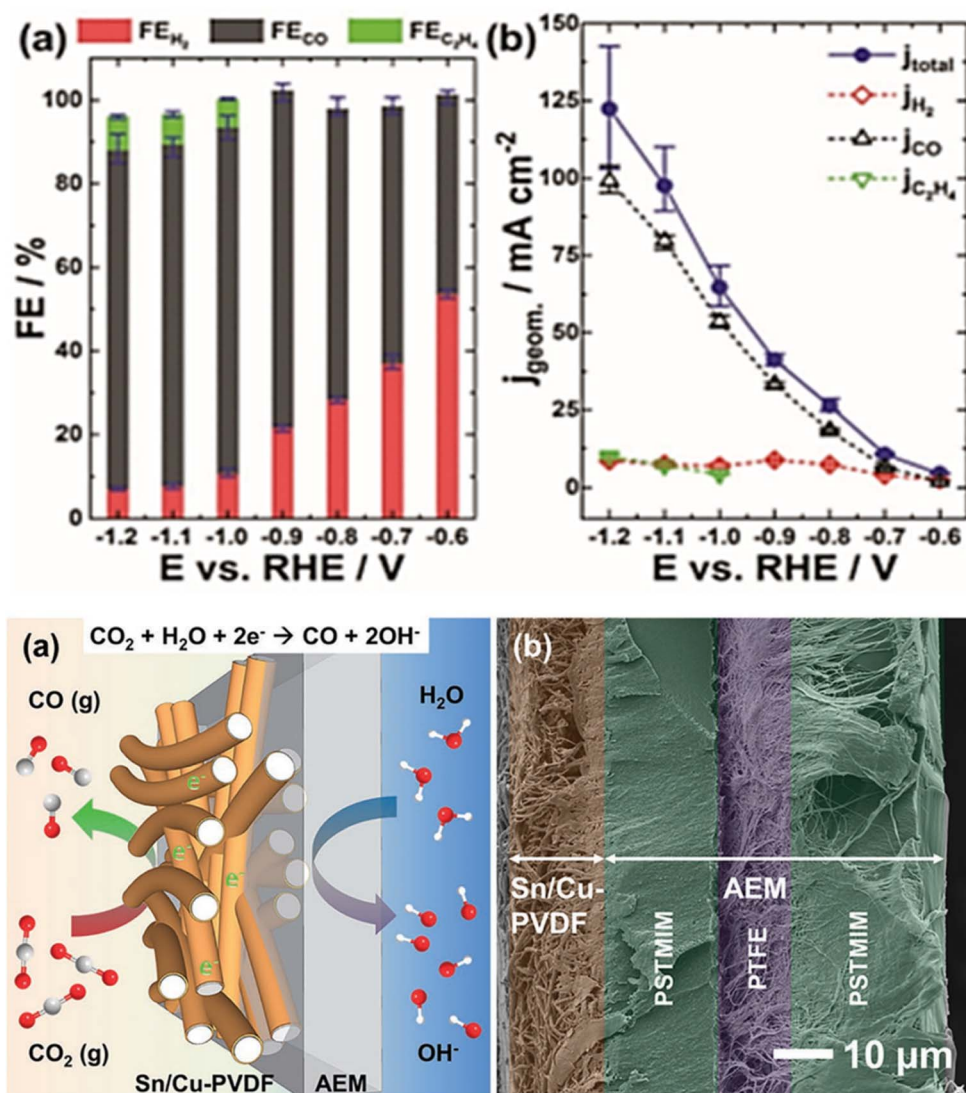 (a)
FE_H₂ FE_CO FE_C₂H₄
FE / %
100
80
60
40
20
0
-1.2 -1.1 -1.0 -0.9 -0.8 -0.7 -0.6
E vs. RHE / V
(b)
j_total
j_H₂
j_CO
j_C₂H₄
j_geom. / mA cm⁻²
150
125
100
75
50
25
0
-1.2 -1.1 -1.0 -0.9 -0.8 -0.7 -0.6
E vs. RHE / V
(a)
CO₂ + H₂O + 2e⁻ → CO + 2OH⁻
CO (g)
H₂O
e⁻
e⁻
e⁻
e⁻
CO₂ (g)
OH⁻
Sn/Cu-PVDF
AEM
(b)
Sn/Cu-
PVDF
AEM
PSTMIM
PTFE
PSTMIM
10 µm